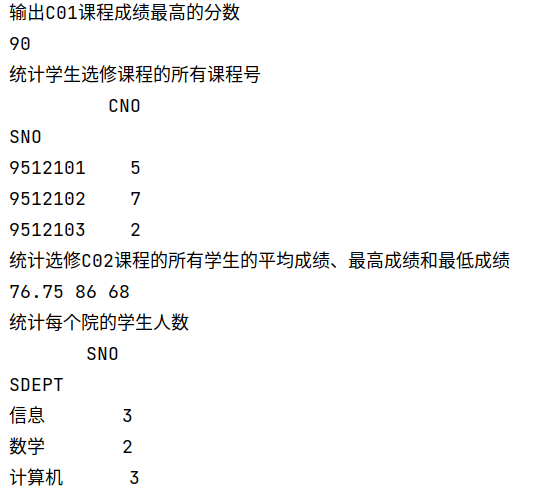 输出C01课程成绩最高的分数
90
统计学生选修课程的所有课程号
CNO
SNO
9512101 5
9512102 7
9512103 2
统计选修C02课程的所有学生的平均成绩、最高成绩和最低成绩
76.75 86 68
统计每个院的学生人数
SNO
SDEPT
信息 3
数学 2
计算机 3